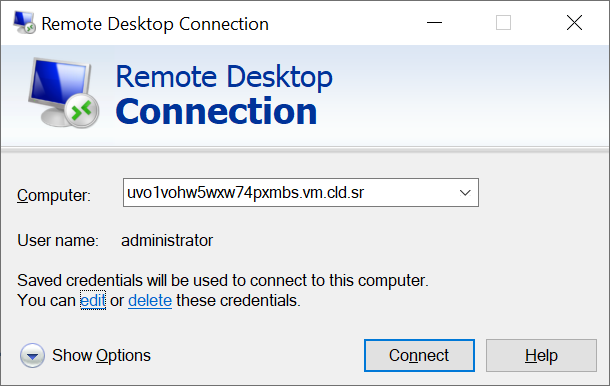 Remote Desktop Connection
Remote Desktop
Connection
Computer: uvo1vohw5wxw74pxmbs.vm.cld.sr
User name: administrator
Saved credentials will be used to connect to this computer.
You can edit or delete these credentials.
Show Options Connect Help